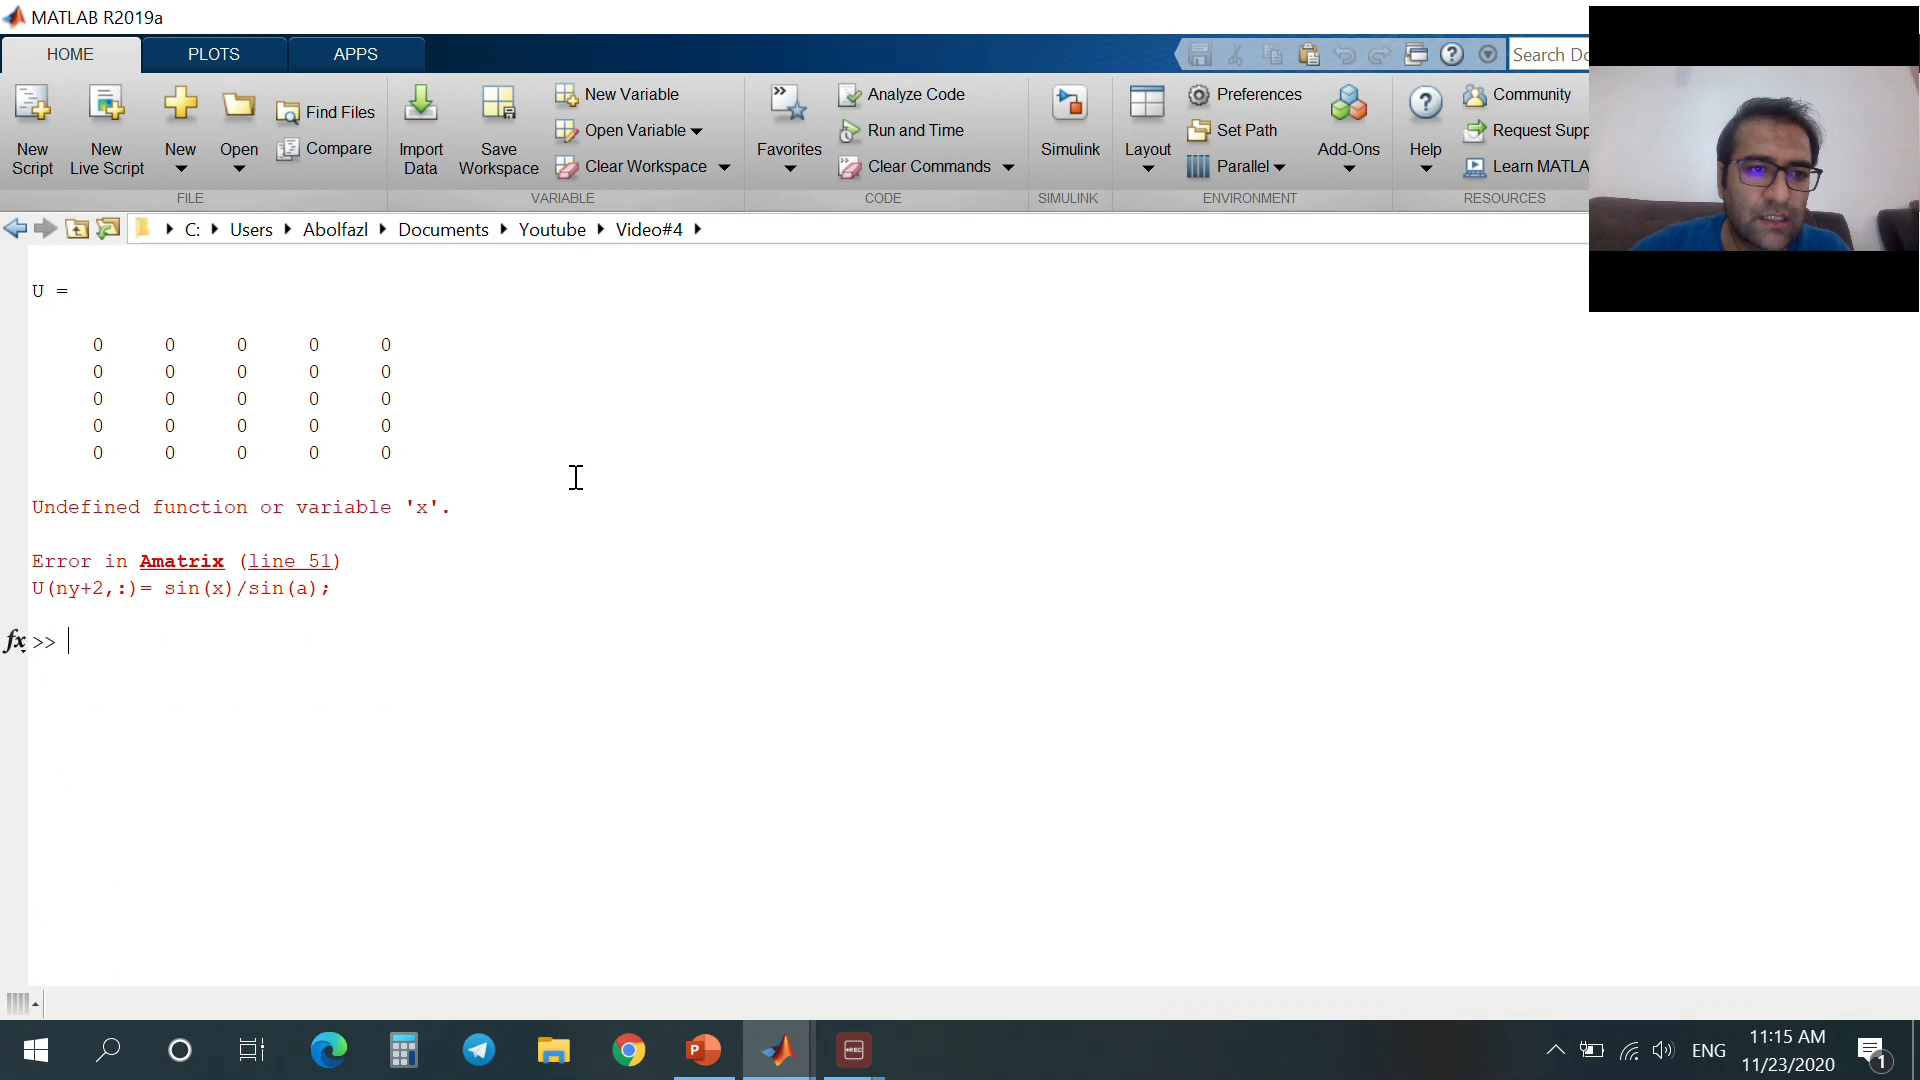 MATLAB R2019a
HOME PLOTS APPS
Search Do
New Script
New Live Script
New
Open
Find Files
Compare
Import Data
Save Workspace
New Variable
Open Variable
Clear Workspace
Favorites
Analyze Code
Run and Time
Clear Commands
Simulink
Layout
Preferences
Set Path
Parallel
Add-Ons
Help
Community
Request Supp
Learn MATLA
FILE VARIABLE CODE SIMULINK ENVIRONMENT RESOURCES
C: Users Abolfazl Documents Youtube Video#4
U =
0 0 0 0 0
0 0 0 0 0
0 0 0 0 0
0 0 0 0 0
0 0 0 0 0
Undefined function or variable 'x'.
Error in Amatrix (line 51)
U(ny+2,:)= sin(x)/sin(a);
fx >>
P
REC
ENG
11:15 AM
11/23/2020
1